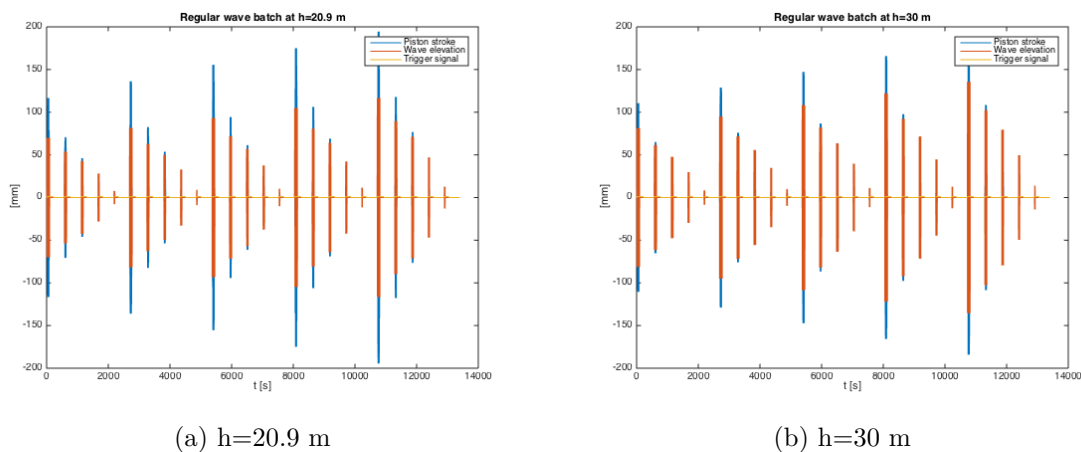 Regular wave batch at h=20.9 m
200
150
100
50
0
-50
-100
-150
-200
[mm]
Piston stroke
Wave elevation
Trigger signal
0 2000 4000 6000 8000 10000 12000 14000
t [s]
(a) h=20.9 m
Regular wave batch at h=30 m
200
150
100
50
0
-50
-100
-150
-200
[mm]
Piston stroke
Wave elevation
Trigger signal
0 2000 4000 6000 8000 10000 12000 14000
t [s]
(b) h=30 m